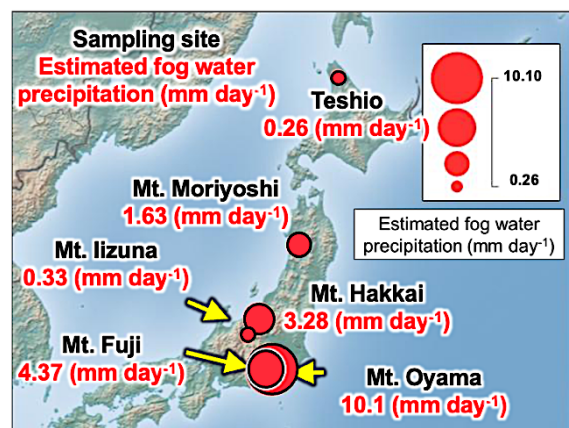 Sampling site
Estimated fog water
precipitation (mm day-1)
10.10
0.26
Teshio
0.26 (mm day-1)
Estimated fog water
precipitation (mm day-1)
Mt. Moriyoshi
1.63 (mm day-1)
Mt. Iizuna
0.33 (mm day-1)
Mt. Hakkai
3.28 (mm day-1)
Mt. Fuji
4.37 (mm day-1)
Mt. Oyama
10.1 (mm day-1)